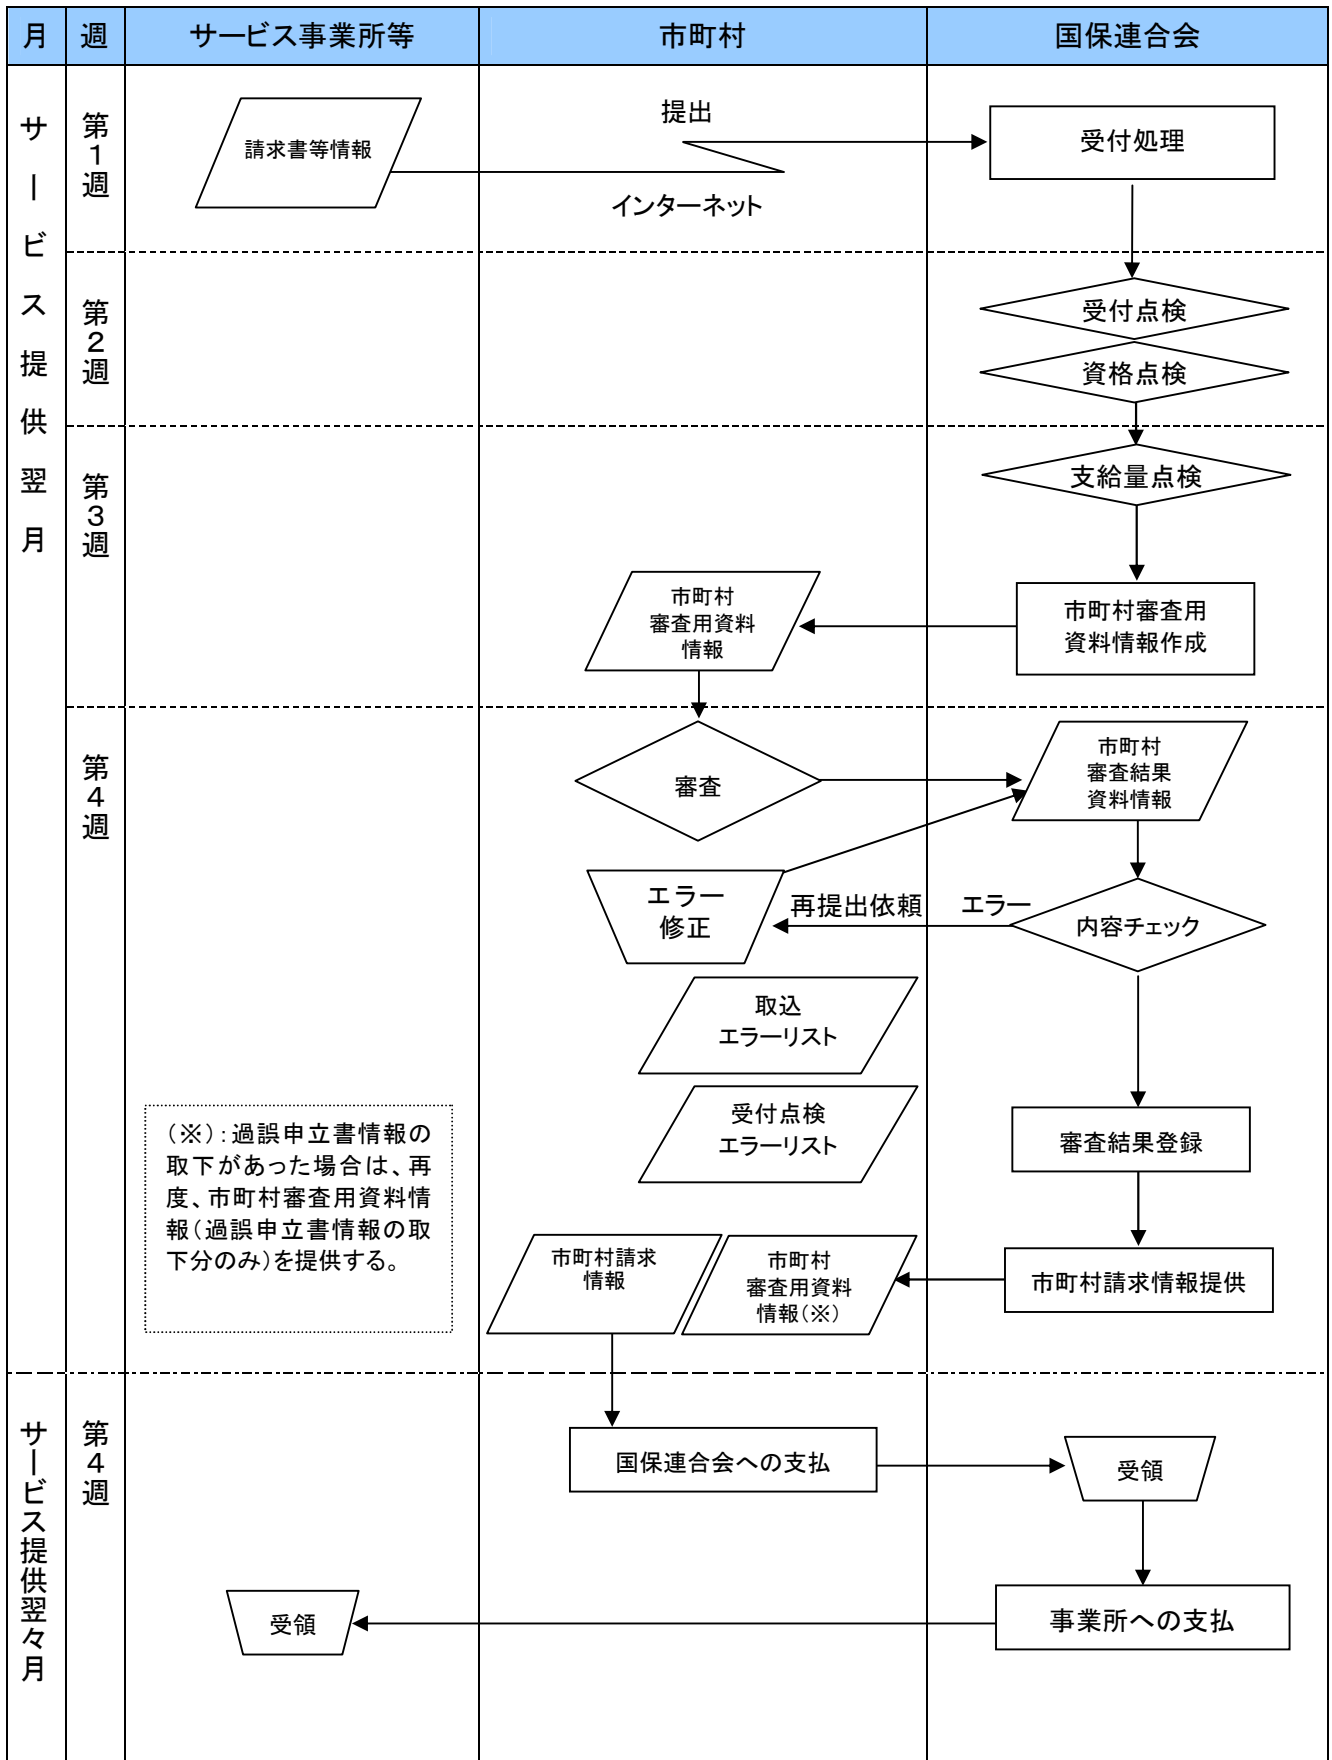 月 週 サービス事業所等 市町村 国保連合会
サービス提供翌月
第1週
請求書等情報
提出
インターネット
受付処理
第2週
受付点検
資格点検
第3週
支給量点検
市町村
審査用資料
情報
市町村審査用
資料情報作成
第4週
審査
市町村
審査結果
資料情報
エラー
修正
再提出依頼
エラー
内容チェック
取込
エラーリスト
受付点検
エラーリスト
審査結果登録
(※):過誤申立書情報の
取下があった場合は、再
度、市町村審査用資料情
報(過誤申立書情報の取
下分のみ)を提供する。
市町村請求
情報
市町村
審査用資料
情報(※)
市町村請求情報提供
サービス提供翌々月
第4週
国保連合会への支払
受領
受領
事業所への支払